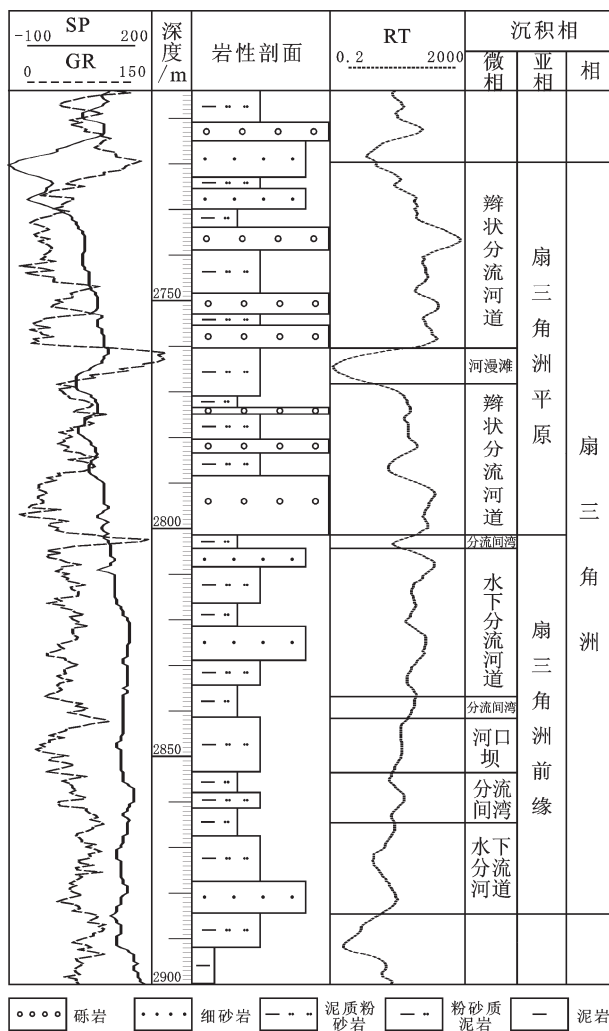 SP
-100 200
GR
0 150
深度/m
岩性剖面
RT
0.2 2000
沉积相
微相
亚相
相
2750
2800
2850
2900
辫状分流河道
河漫滩
辫状分流河道
分流间湾
水下分流河道
分流间湾
河口坝
分流间湾
水下分流河道
扇三角洲平原
扇三角洲前缘
扇三角洲
砾岩
细砂岩
泥质粉砂岩
粉砂质泥岩
泥岩